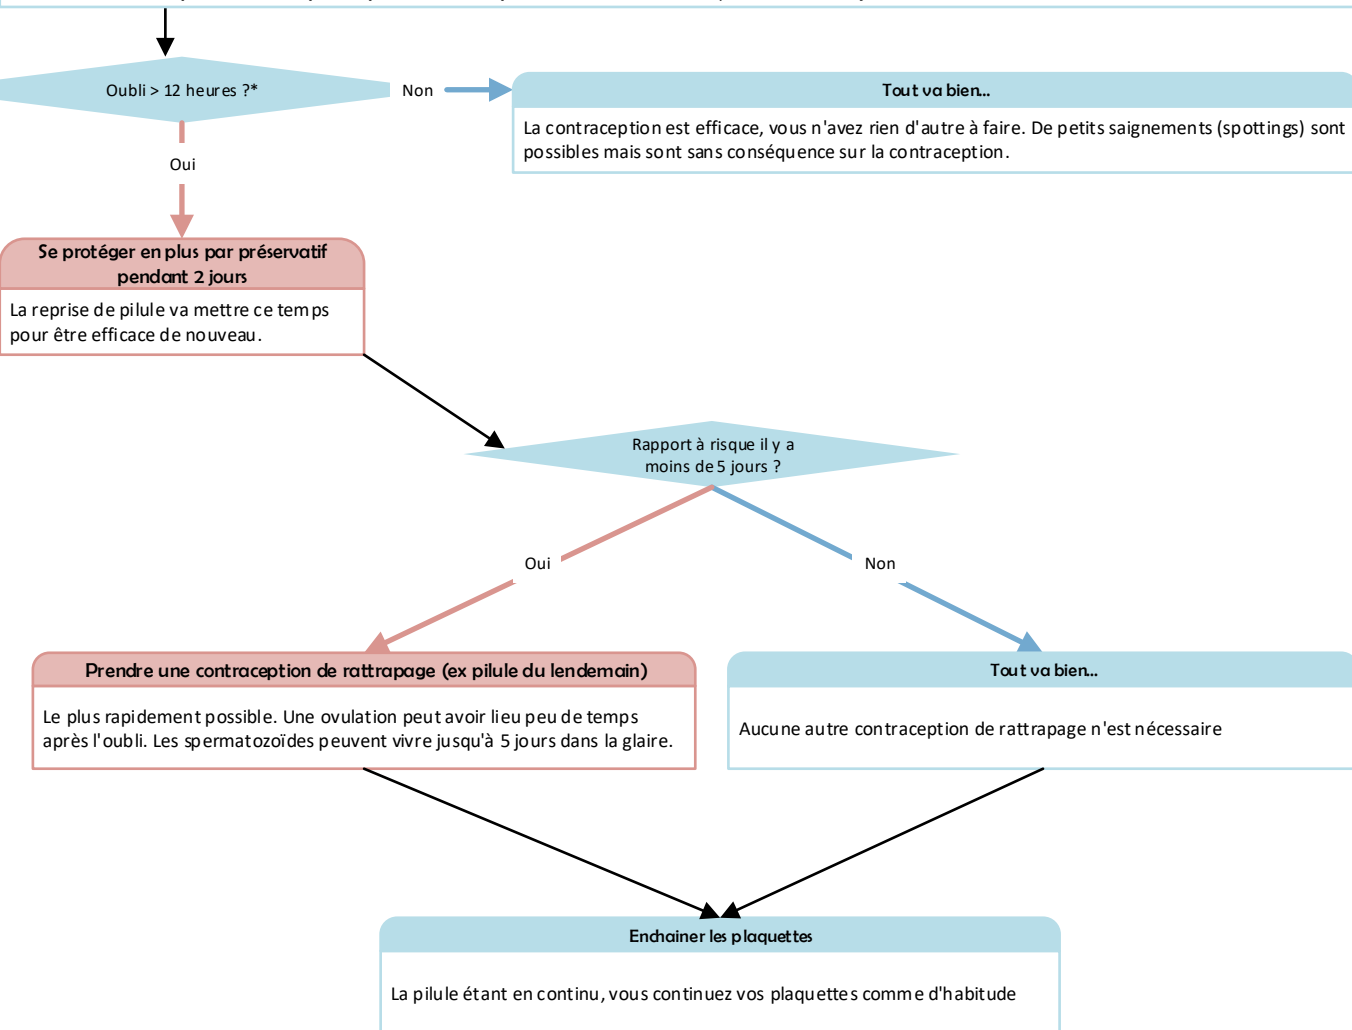 Oubli > 12 heures ?*
Non
Tout va bien...
La contraception est efficace, vous n'avez rien d'autre à faire. De petits saignements (spottings) sont
possibles mais sont sans conséquence sur la contraception.
Oui
Se protéger en plus par préservatif
pendant 2 jours
La reprise de pilule va mettre ce temps
pour être efficace de nouveau.
Rapport à risque il y a
moins de 5 jours ?
Oui
Non
Prendre une contraception de rattrapage (ex pilule du lendemain)
Le plus rapidement possible. Une ovulation peut avoir lieu peu de temps
après l'oubli. Les spermatozoïdes peuvent vivre jusqu'à 5 jours dans la glaire.
Tout va bien...
Aucune autre contraception de rattrapage n'est nécessaire
Enchainer les plaquettes
La pilule étant en continu, vous continuez vos plaquettes comme d'habitude